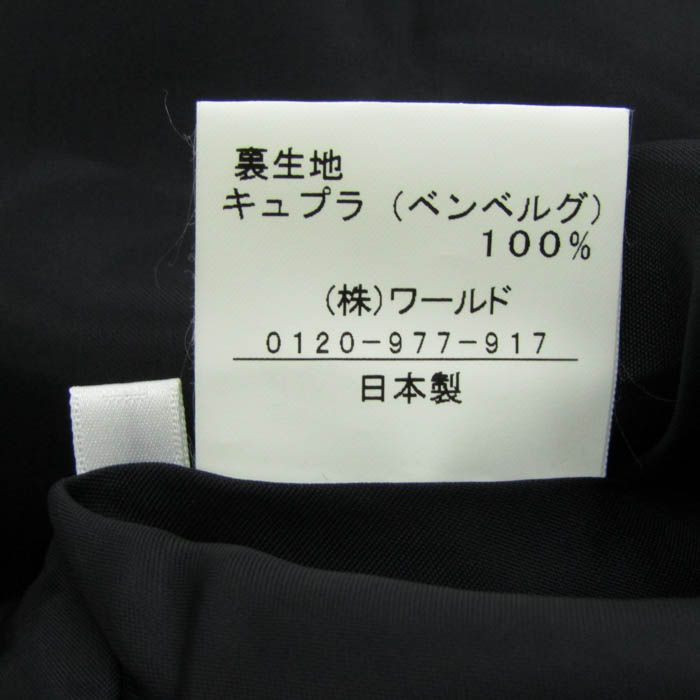 裏生地
キュプラ（ベンベルグ）
100%
(株)ワールド
0120-977-917
日本製